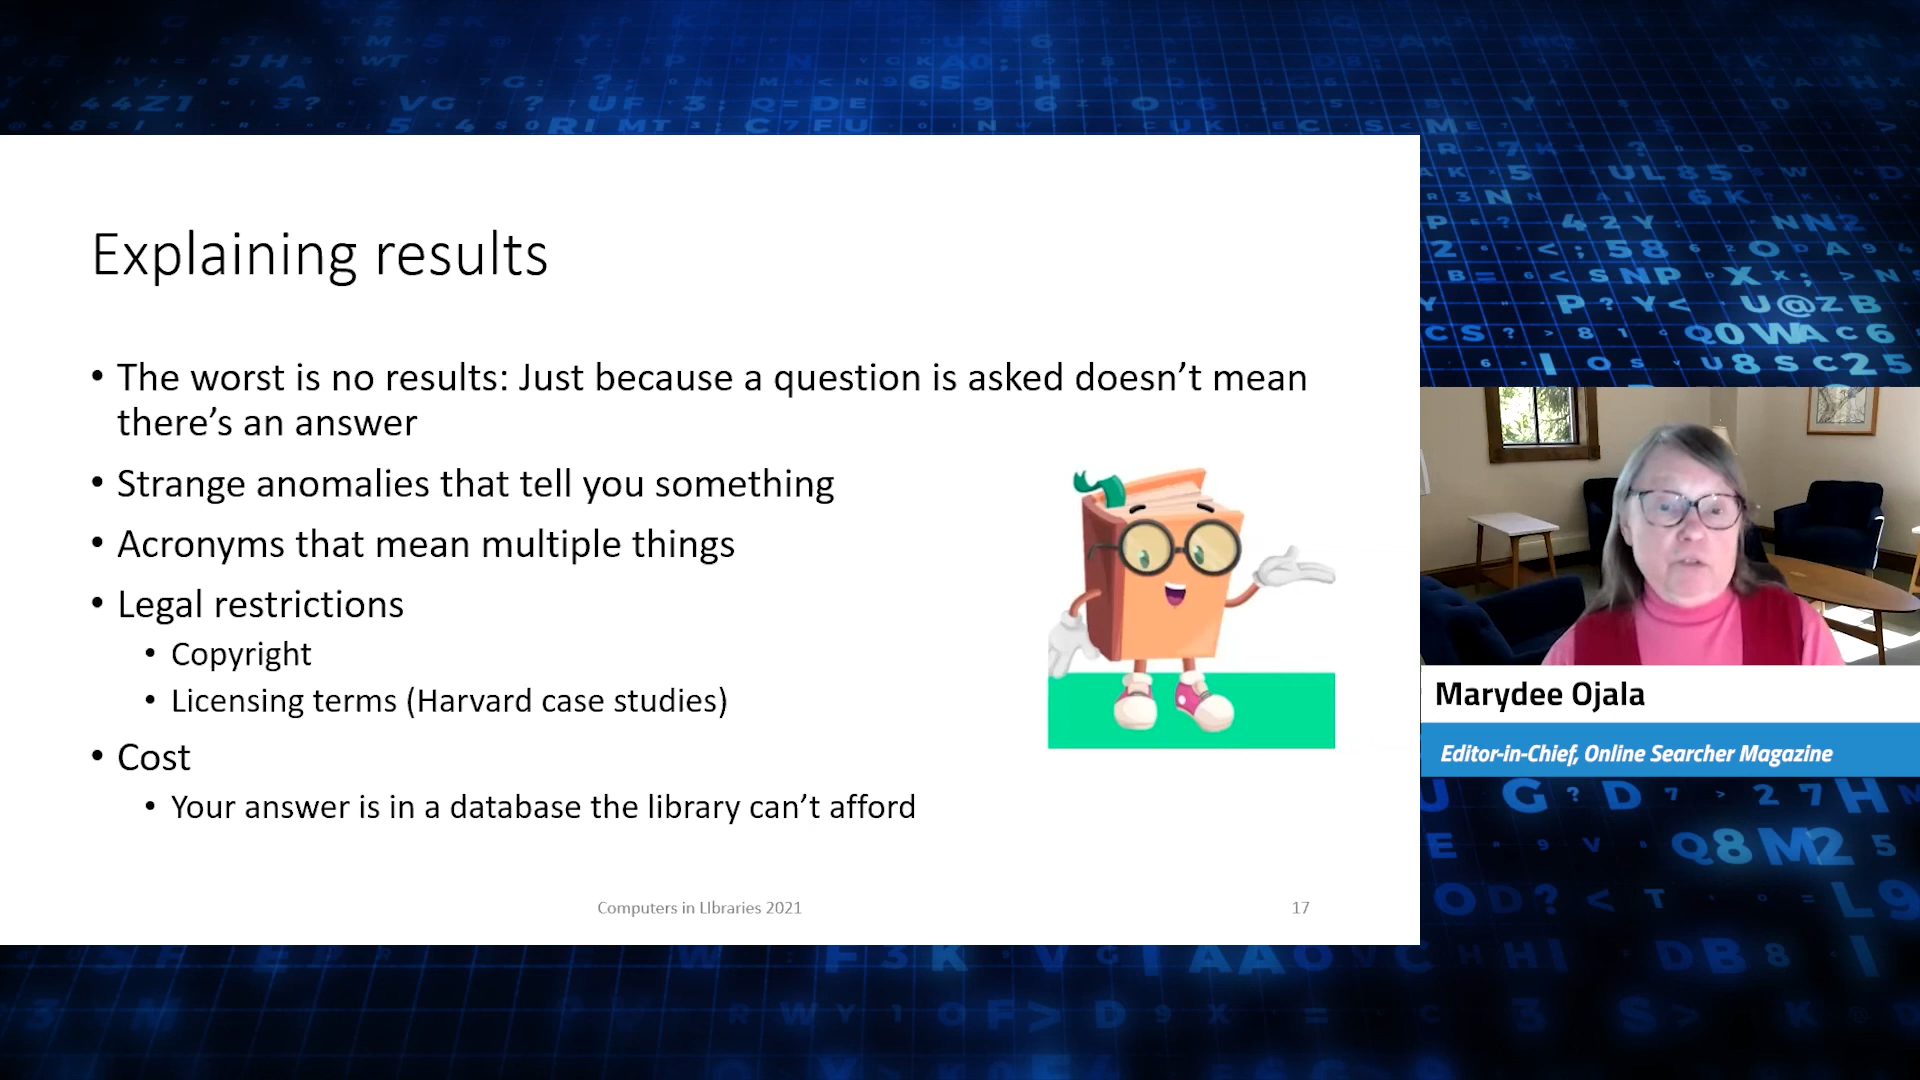 Explaining results
• The worst is no results: Just because a question is asked doesn’t mean
there’s an answer
• Strange anomalies that tell you something
• Acronyms that mean multiple things
• Legal restrictions
• Copyright
• Licensing terms (Harvard case studies)
• Cost
• Your answer is in a database the library can’t afford
Computers in LIbraries 2021
17
Marydee Ojala
Editor-in-Chief, Online Searcher Magazine